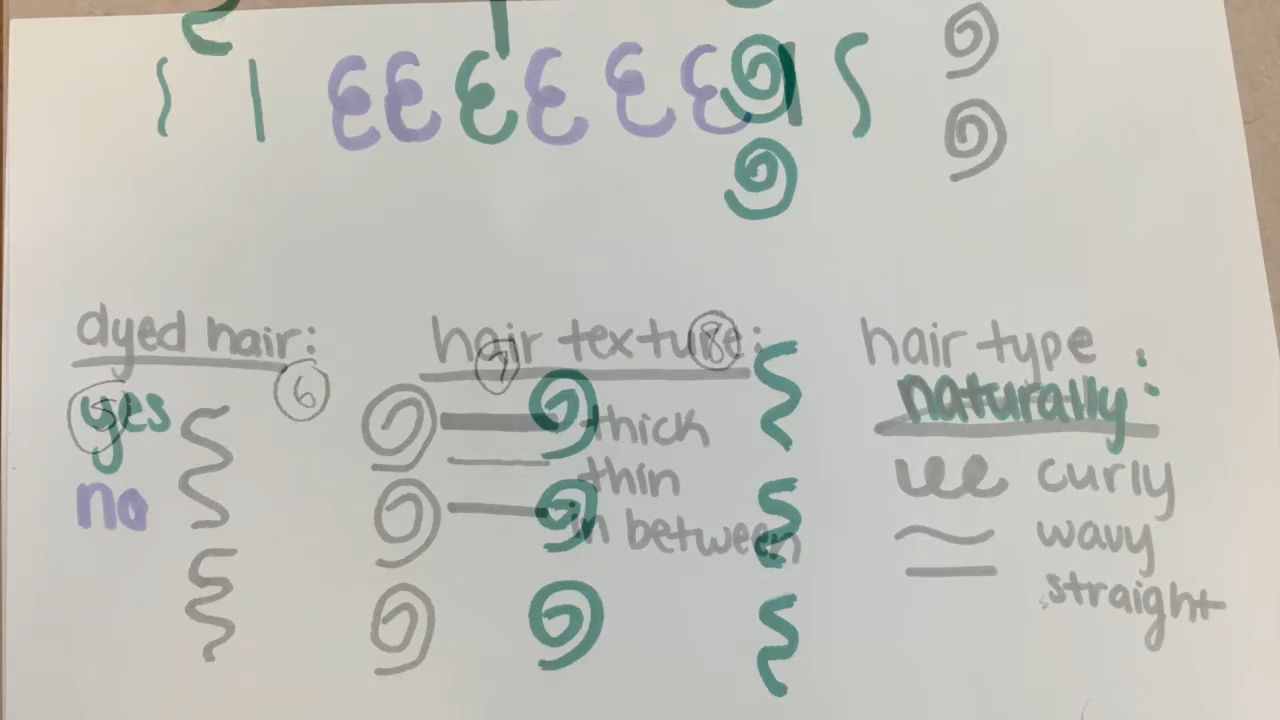 dyed hair:
yes
no
5
6
hair texture:
7
8
thick
thin
in between
hair type
naturally:
curly
wavy
straight